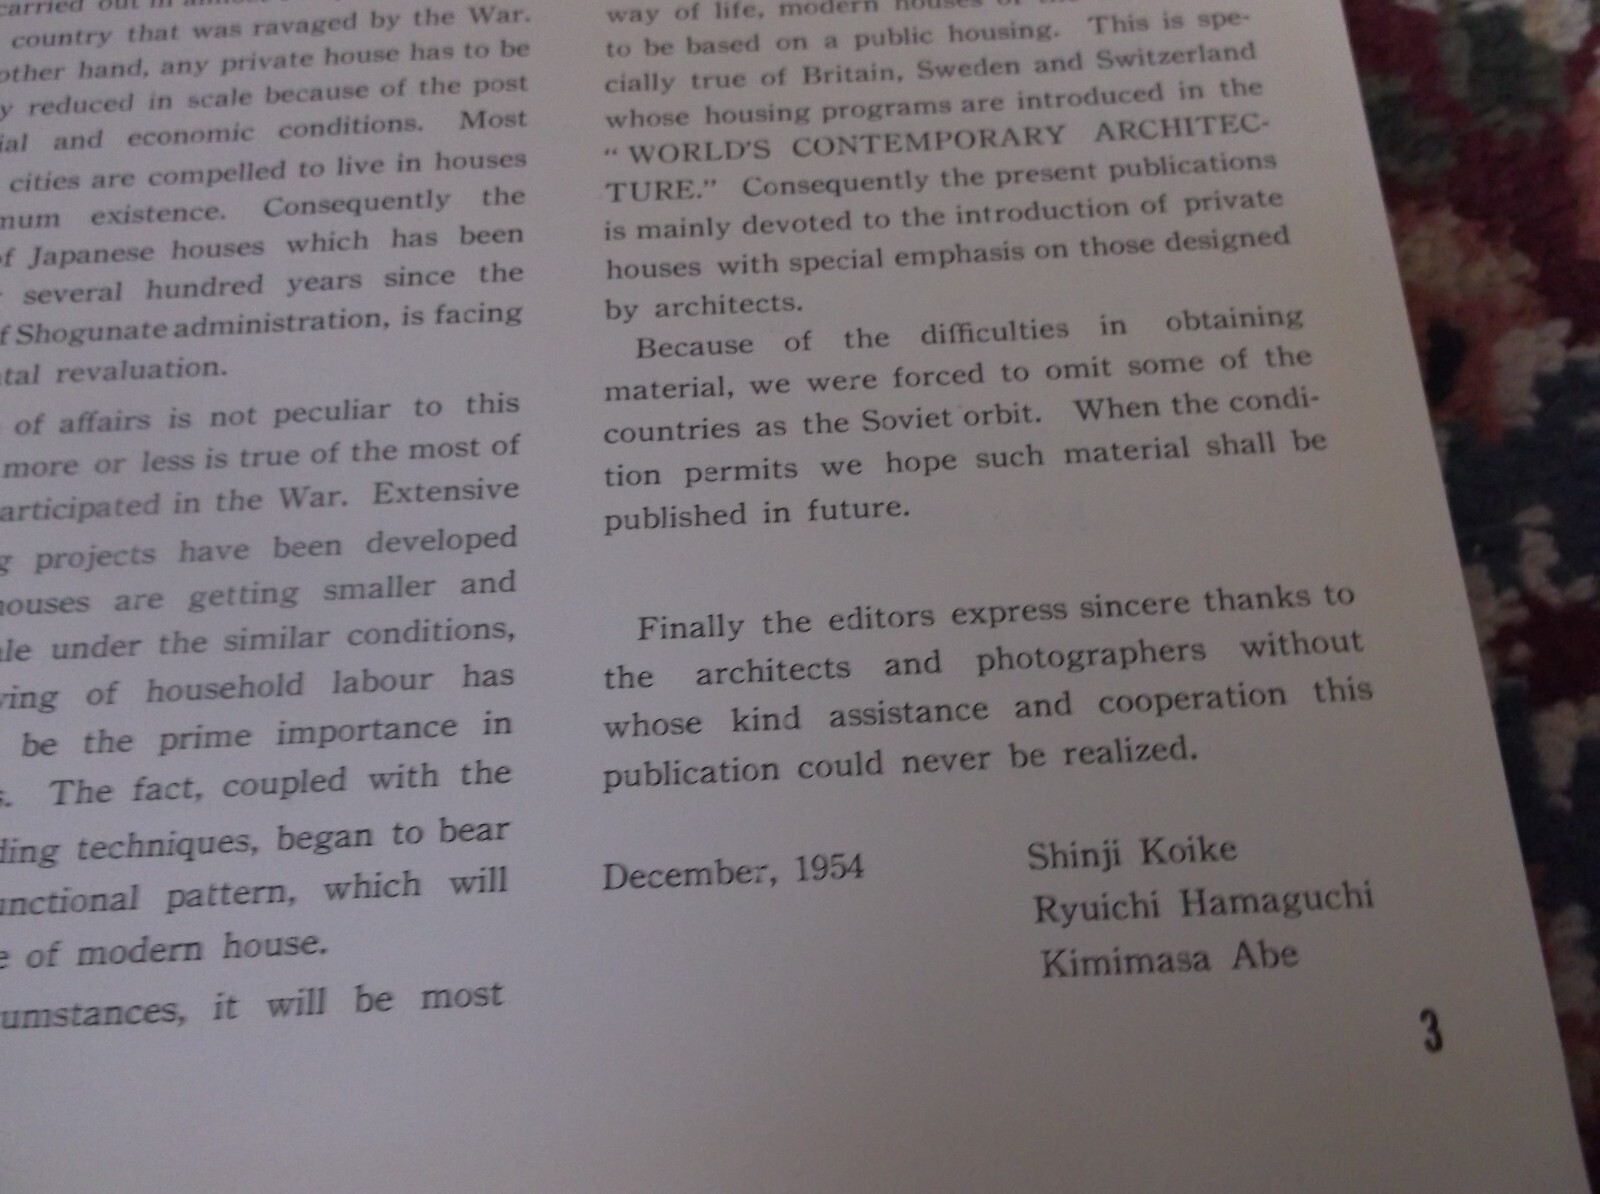 carried out in
country that was ravaged by the War.
other hand, any private house has to be
reduced in scale because of the post
and economic conditions. Most
cities are compelled to live in houses
existence. Consequently the
of Japanese houses which has been
several hundred years since the
of Shogunate administration, is facing
revaluation.
of affairs is not peculiar to this
more or less is true of the most of
participated in the War. Extensive
projects have been developed
houses are getting smaller and
under the similar conditions,
of household labour has
be the prime importance in
The fact, coupled with the
techniques, began to bear
functional pattern, which will
of modern house.
circumstances, it will be most
way of life, modern houses
to be based on a public housing. This is spe-
cially true of Britain, Sweden and Switzerland
whose housing programs are introduced in the
“WORLD'S CONTEMPORARY ARCHITEC-
TURE.” Consequently the present publications
is mainly devoted to the introduction of private
houses with special emphasis on those designed
by architects.
Because of the difficulties in obtaining
material, we were forced to omit some of the
countries as the Soviet orbit. When the condi-
tion permits we hope such material shall be
published in future.
Finally the editors express sincere thanks to
the architects and photographers without
whose kind assistance and cooperation this
publication could never be realized.
December, 1954
Shinji Koike
Ryuichi Hamaguchi
Kimimasa Abe
3